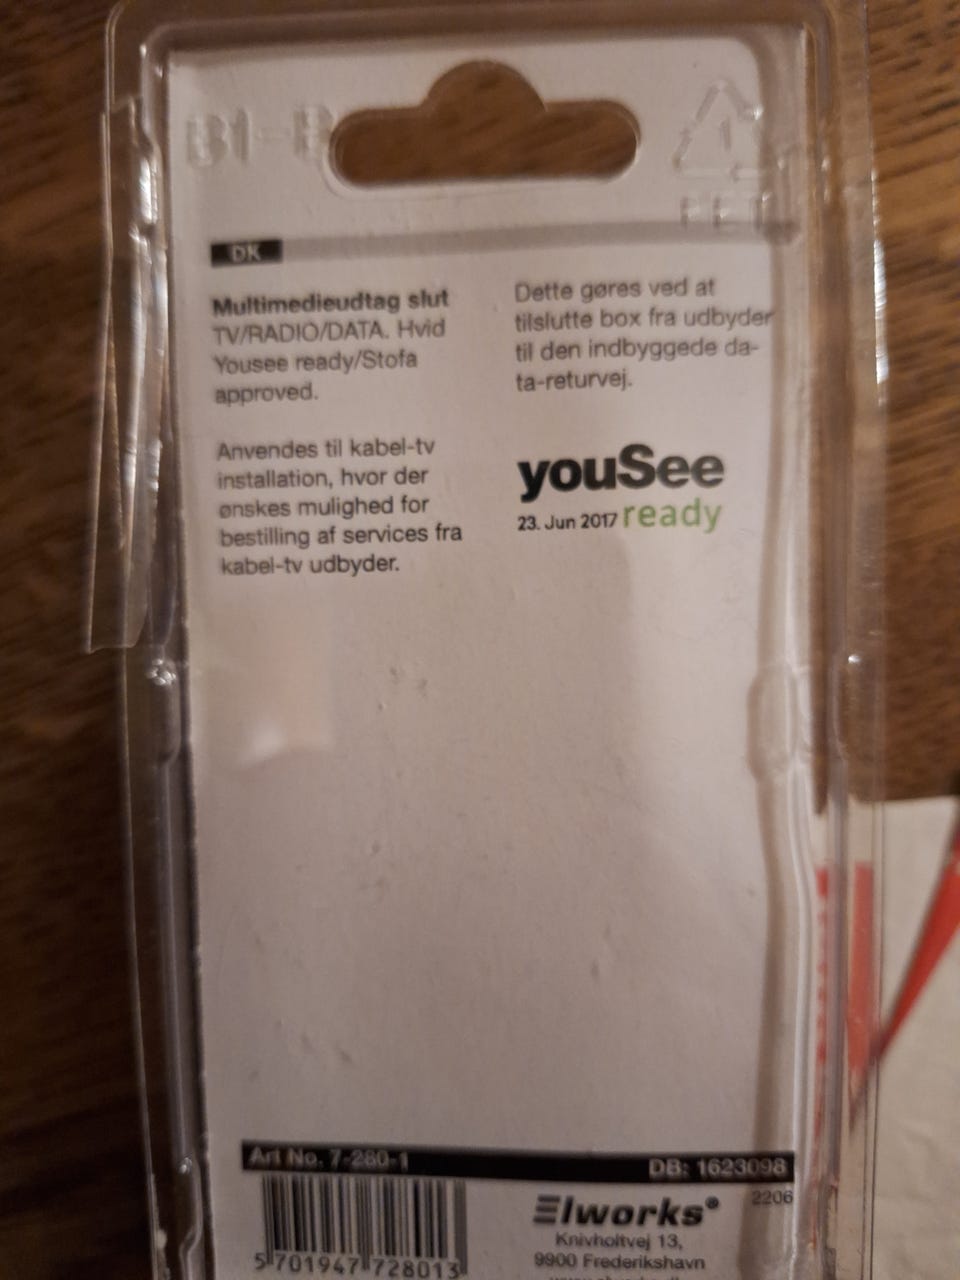 DK
Multimedieudtag slut
TV/RADIO/DATA. Hvid
Yousee ready/Stofa
approved.
Anvendes til kabel-tv
installation, hvor der
ønskes mulighed for
bestilling af services fra
kabel-tv udbyder.
Dette gøres ved at
tilslutte box fra udbyder
til den indbyggede da-
ta-returvej.
youSee
23. Jun 2017 ready
Art No. 7-280-1
DB: 1623098
2206
Elworks®
Knivholtvej 13,
9900 Frederikshavn
5 701947 728013
1
PET